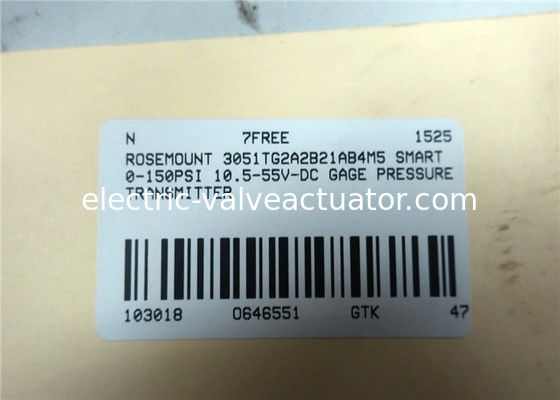 N 7FREE 1525
ROSEMOUNT 3051TG2A2B21AB4M5 SMART
0-150PSI 10.5-55V-DC GAGE PRESSURE
TRANSMITTER
electric-valveactuator.com
103018 0646551 GTK 47